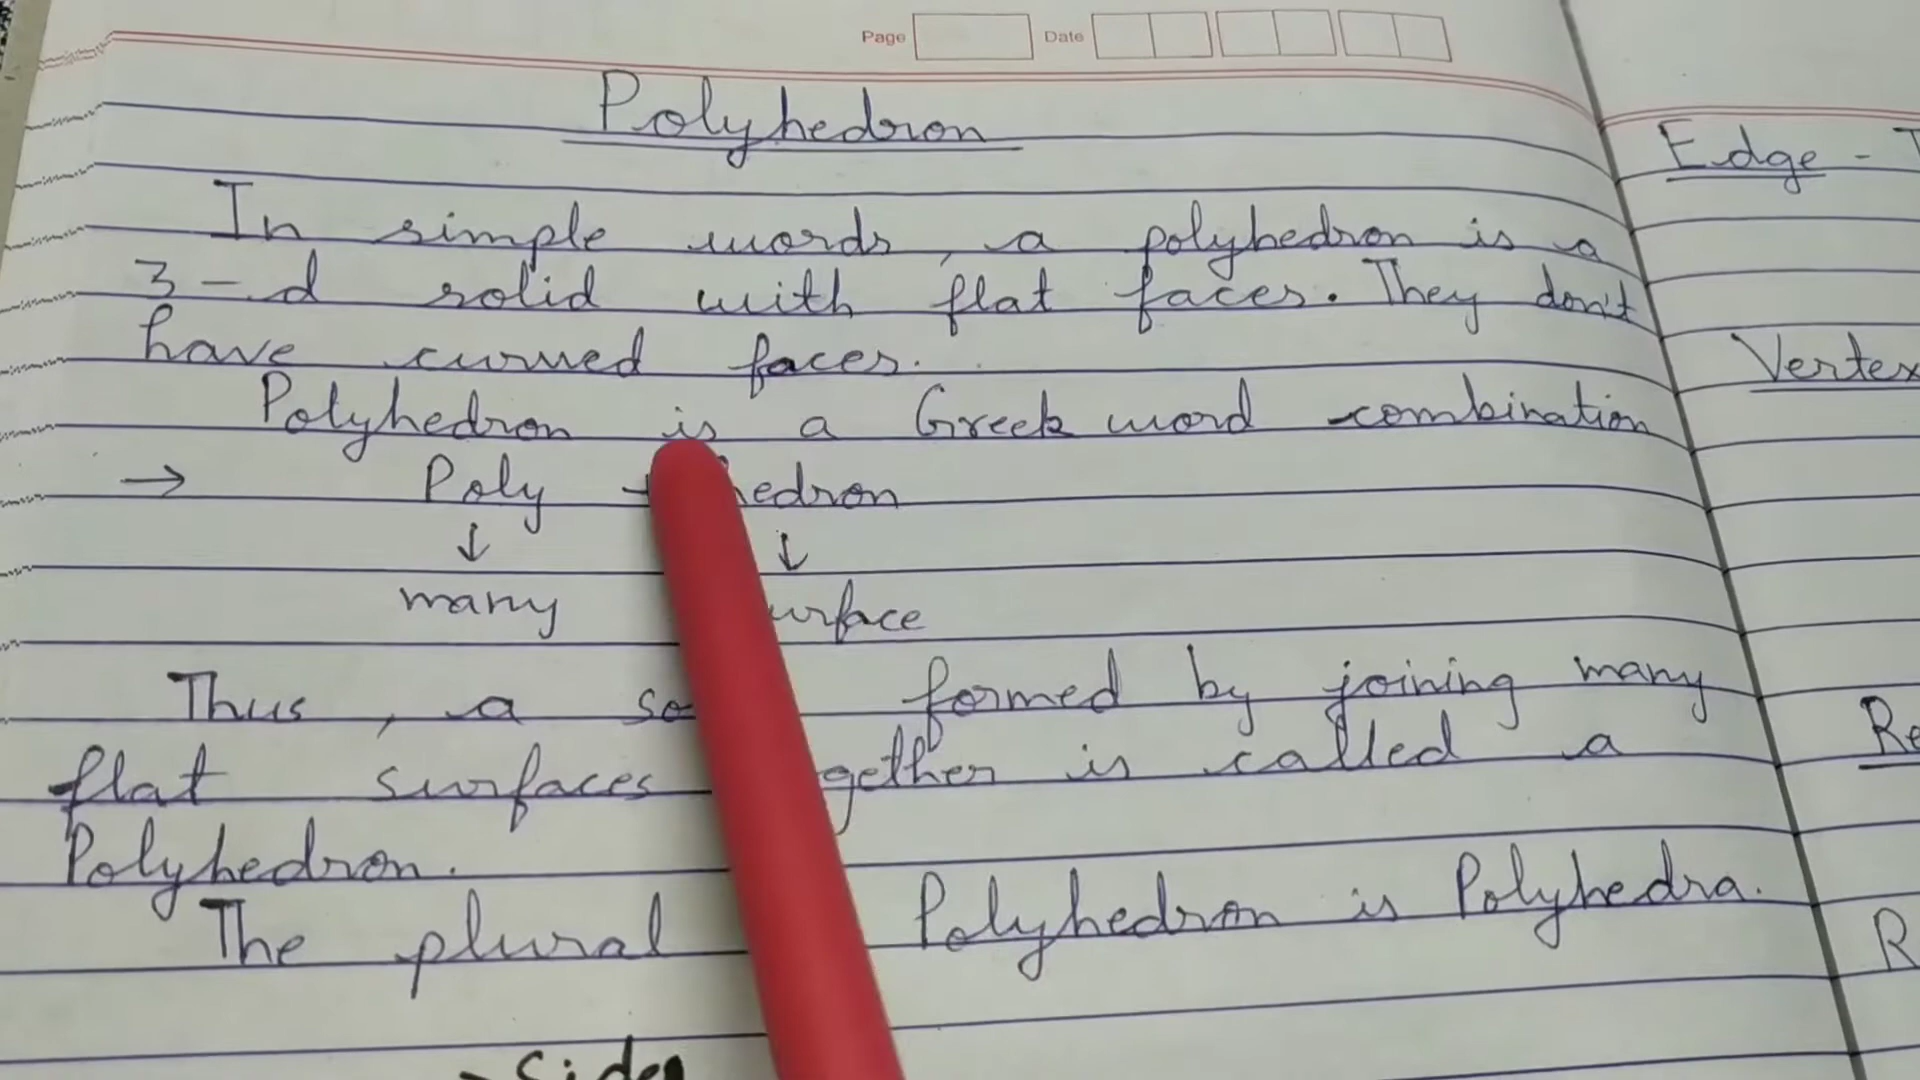 Page Date
Polyhedron
In simple words, a polyhedron is a
3-d solid with flat faces. They don't
have curved faces.
Polyhedron is a Greek word combination
→ Poly hedron
↓ ↓
many
Thus, a formed by joining many
flat surfaces is called a
Polyhedron.
The plural Polyhedron is Polyhedra.
Edge -
Vertex